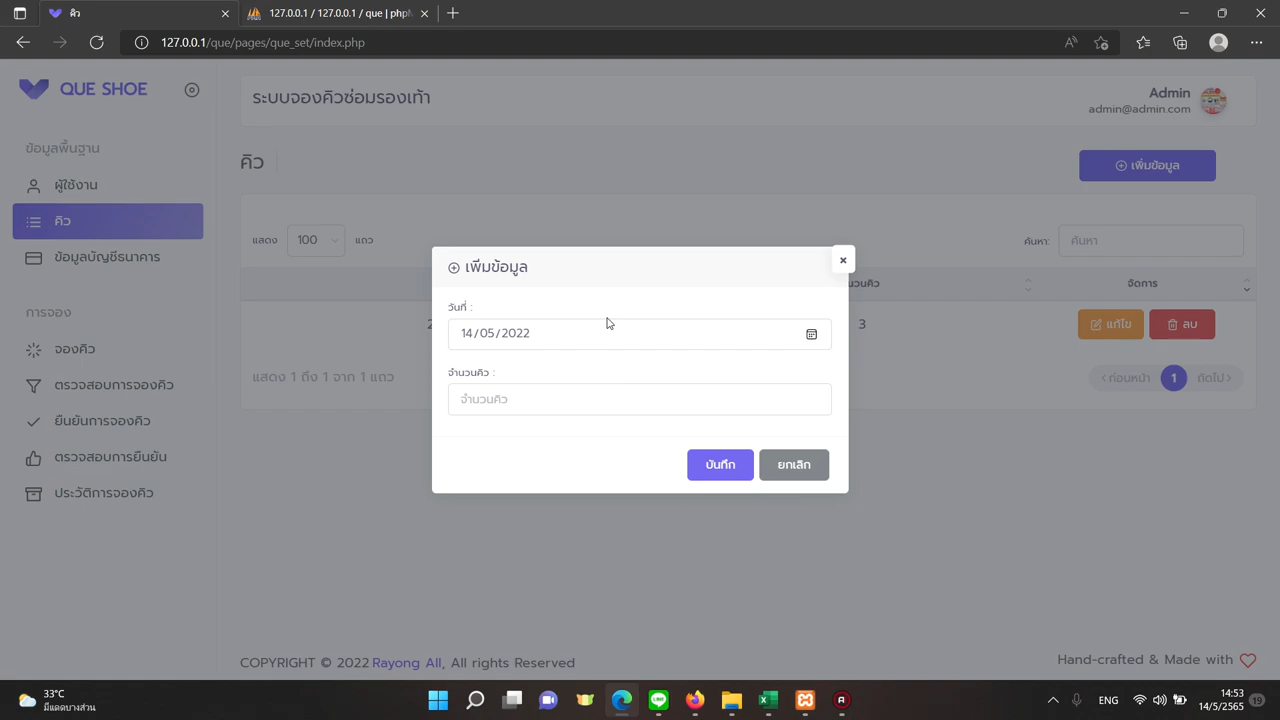 คิว
127.0.0.1 / 127.0.0.1 / que | phpM
127.0.0.1/que/pages/que_set/index.php
QUE SHOE
ระบบจองคิวซ่อมรองเท้า
Admin
admin@admin.com
ข้อมูลพื้นฐาน
ผู้ใช้งาน
คิว
ข้อมูลบัญชีธนาคาร
การจอง
จองคิว
ตรวจสอบการจองคิว
ยืนยันการจองคิว
ตรวจสอบการยืนยัน
ประวัติการจองคิว
คิว
เพิ่มข้อมูล
แสดง 100 แถว
ค้นหา: ค้นหา
นวนคิว จัดการ
2 3 แก้ไข ลบ
แสดง 1 ถึง 1 จาก 1 แถว
ก่อนหน้า 1 ถัดไป
เพิ่มข้อมูล ×
วันที่ :
14/05/2022
จำนวนคิว :
จำนวนคิว
บันทึก ยกเลิก
COPYRIGHT © 2022 Rayong All, All rights Reserved
Hand-crafted & Made with
33°C
มีแดดบางส่วน
ENG
14:53
14/5/2565
19